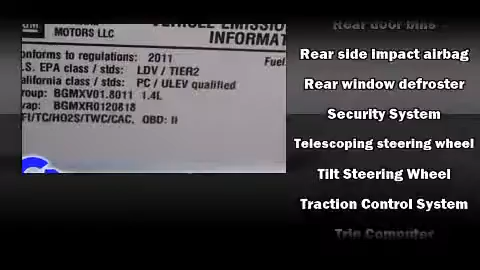 GM
MOTORS LLC
VEHICLE EMISSION
INFORMAT
onforms to regulations: 2011
Fuel
.S. EPA class / stds: LDV / TIER2
alifornia class / stds: PC / ULEV qualified
roup: BGMXV01.8011 1.4L
vap: BGMXR0120818
FI/TC/HO2S/TWC/CAC, OBD: II
Rear door bins
Rear side impact airbag
Rear window defroster
Security System
Telescoping steering wheel
Tilt Steering Wheel
Traction Control System
Trip Computer